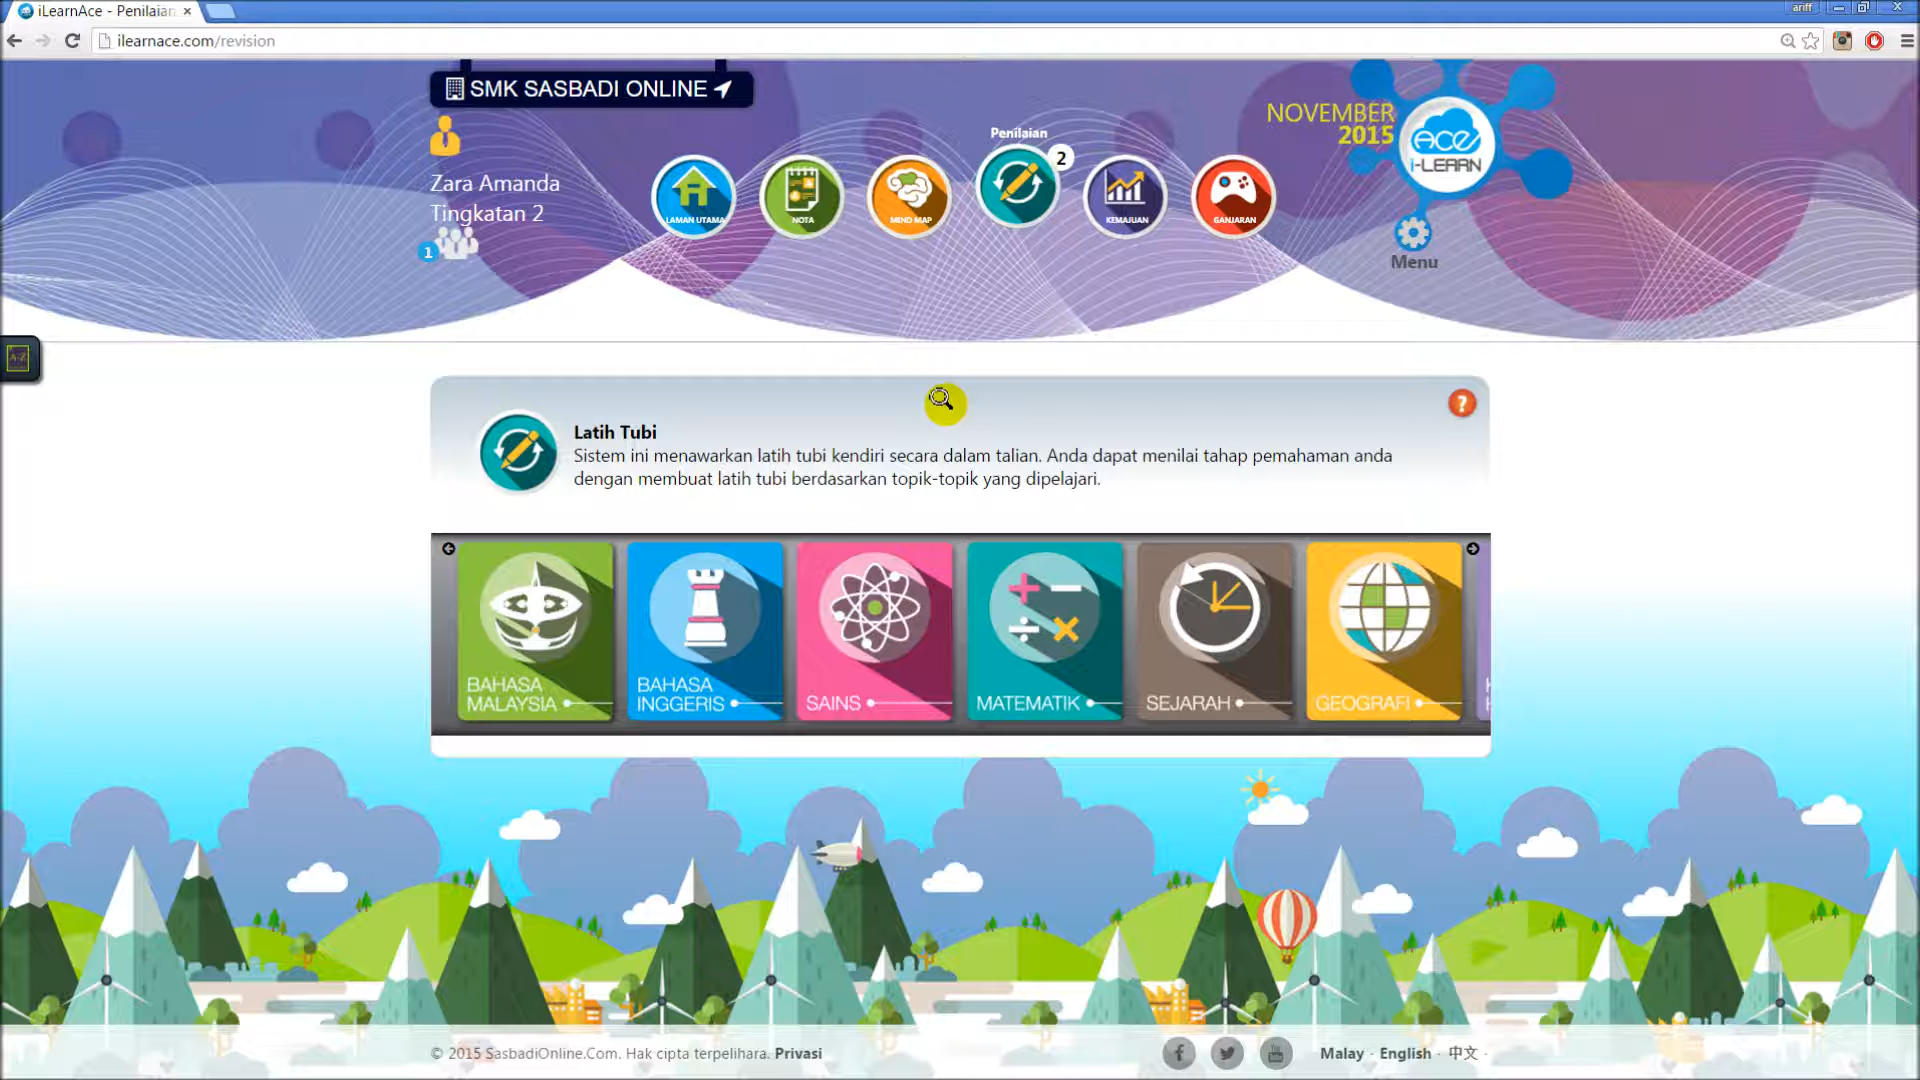 iLearnAce - Penilaian
ariff
ilearnace.com/revision
SMK SASBADI ONLINE
NOVEMBER
2015
ACE
i-LEARN
Penilaian
2
Zara Amanda
Tingkatan 2
1
LAMAN UTAMA
NOTA
MIND MAP
KEMAJUAN
GANJARAN
Menu
A-Z
?
Latih Tubi
Sistem ini menawarkan latih tubi kendiri secara dalam talian. Anda dapat menilai tahap pemahaman anda
dengan membuat latih tubi berdasarkan topik-topik yang dipelajari.
BAHASA
MALAYSIA
BAHASA
INGGERIS
SAINS
MATEMATIK
SEJARAH
GEOGRAFI
© 2015 SasbadiOnline.Com. Hak cipta terpelihara. Privasi
Malay · English · 中文 ·